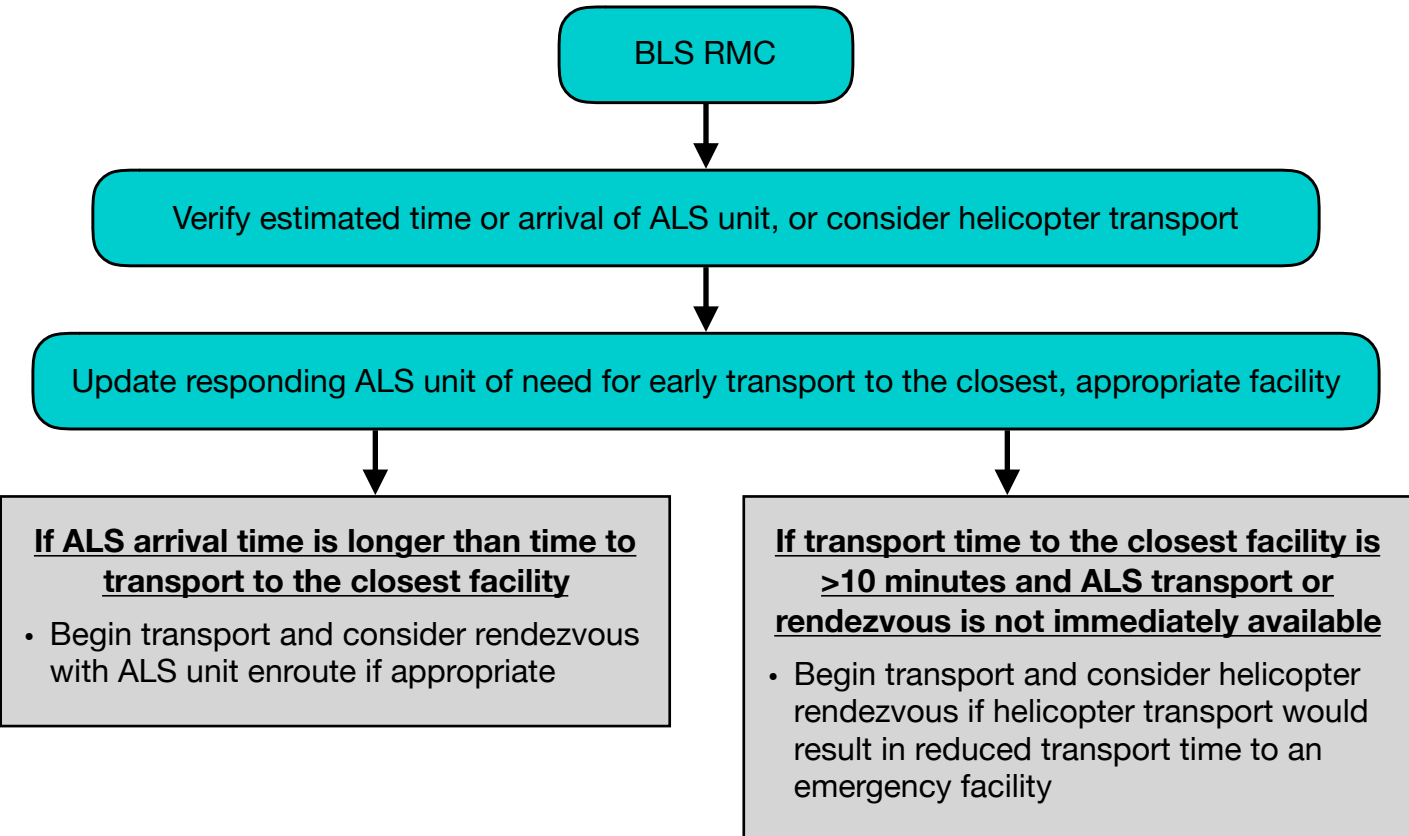 BLS RMC
Verify estimated time or arrival of ALS unit, or consider helicopter transport
Update responding ALS unit of need for early transport to the closest, appropriate facility
If ALS arrival time is longer than time to
transport to the closest facility
• Begin transport and consider rendezvous
with ALS unit enroute if appropriate
If transport time to the closest facility is
>10 minutes and ALS transport or
rendezvous is not immediately available
• Begin transport and consider helicopter
rendezvous if helicopter transport would
result in reduced transport time to an
emergency facility